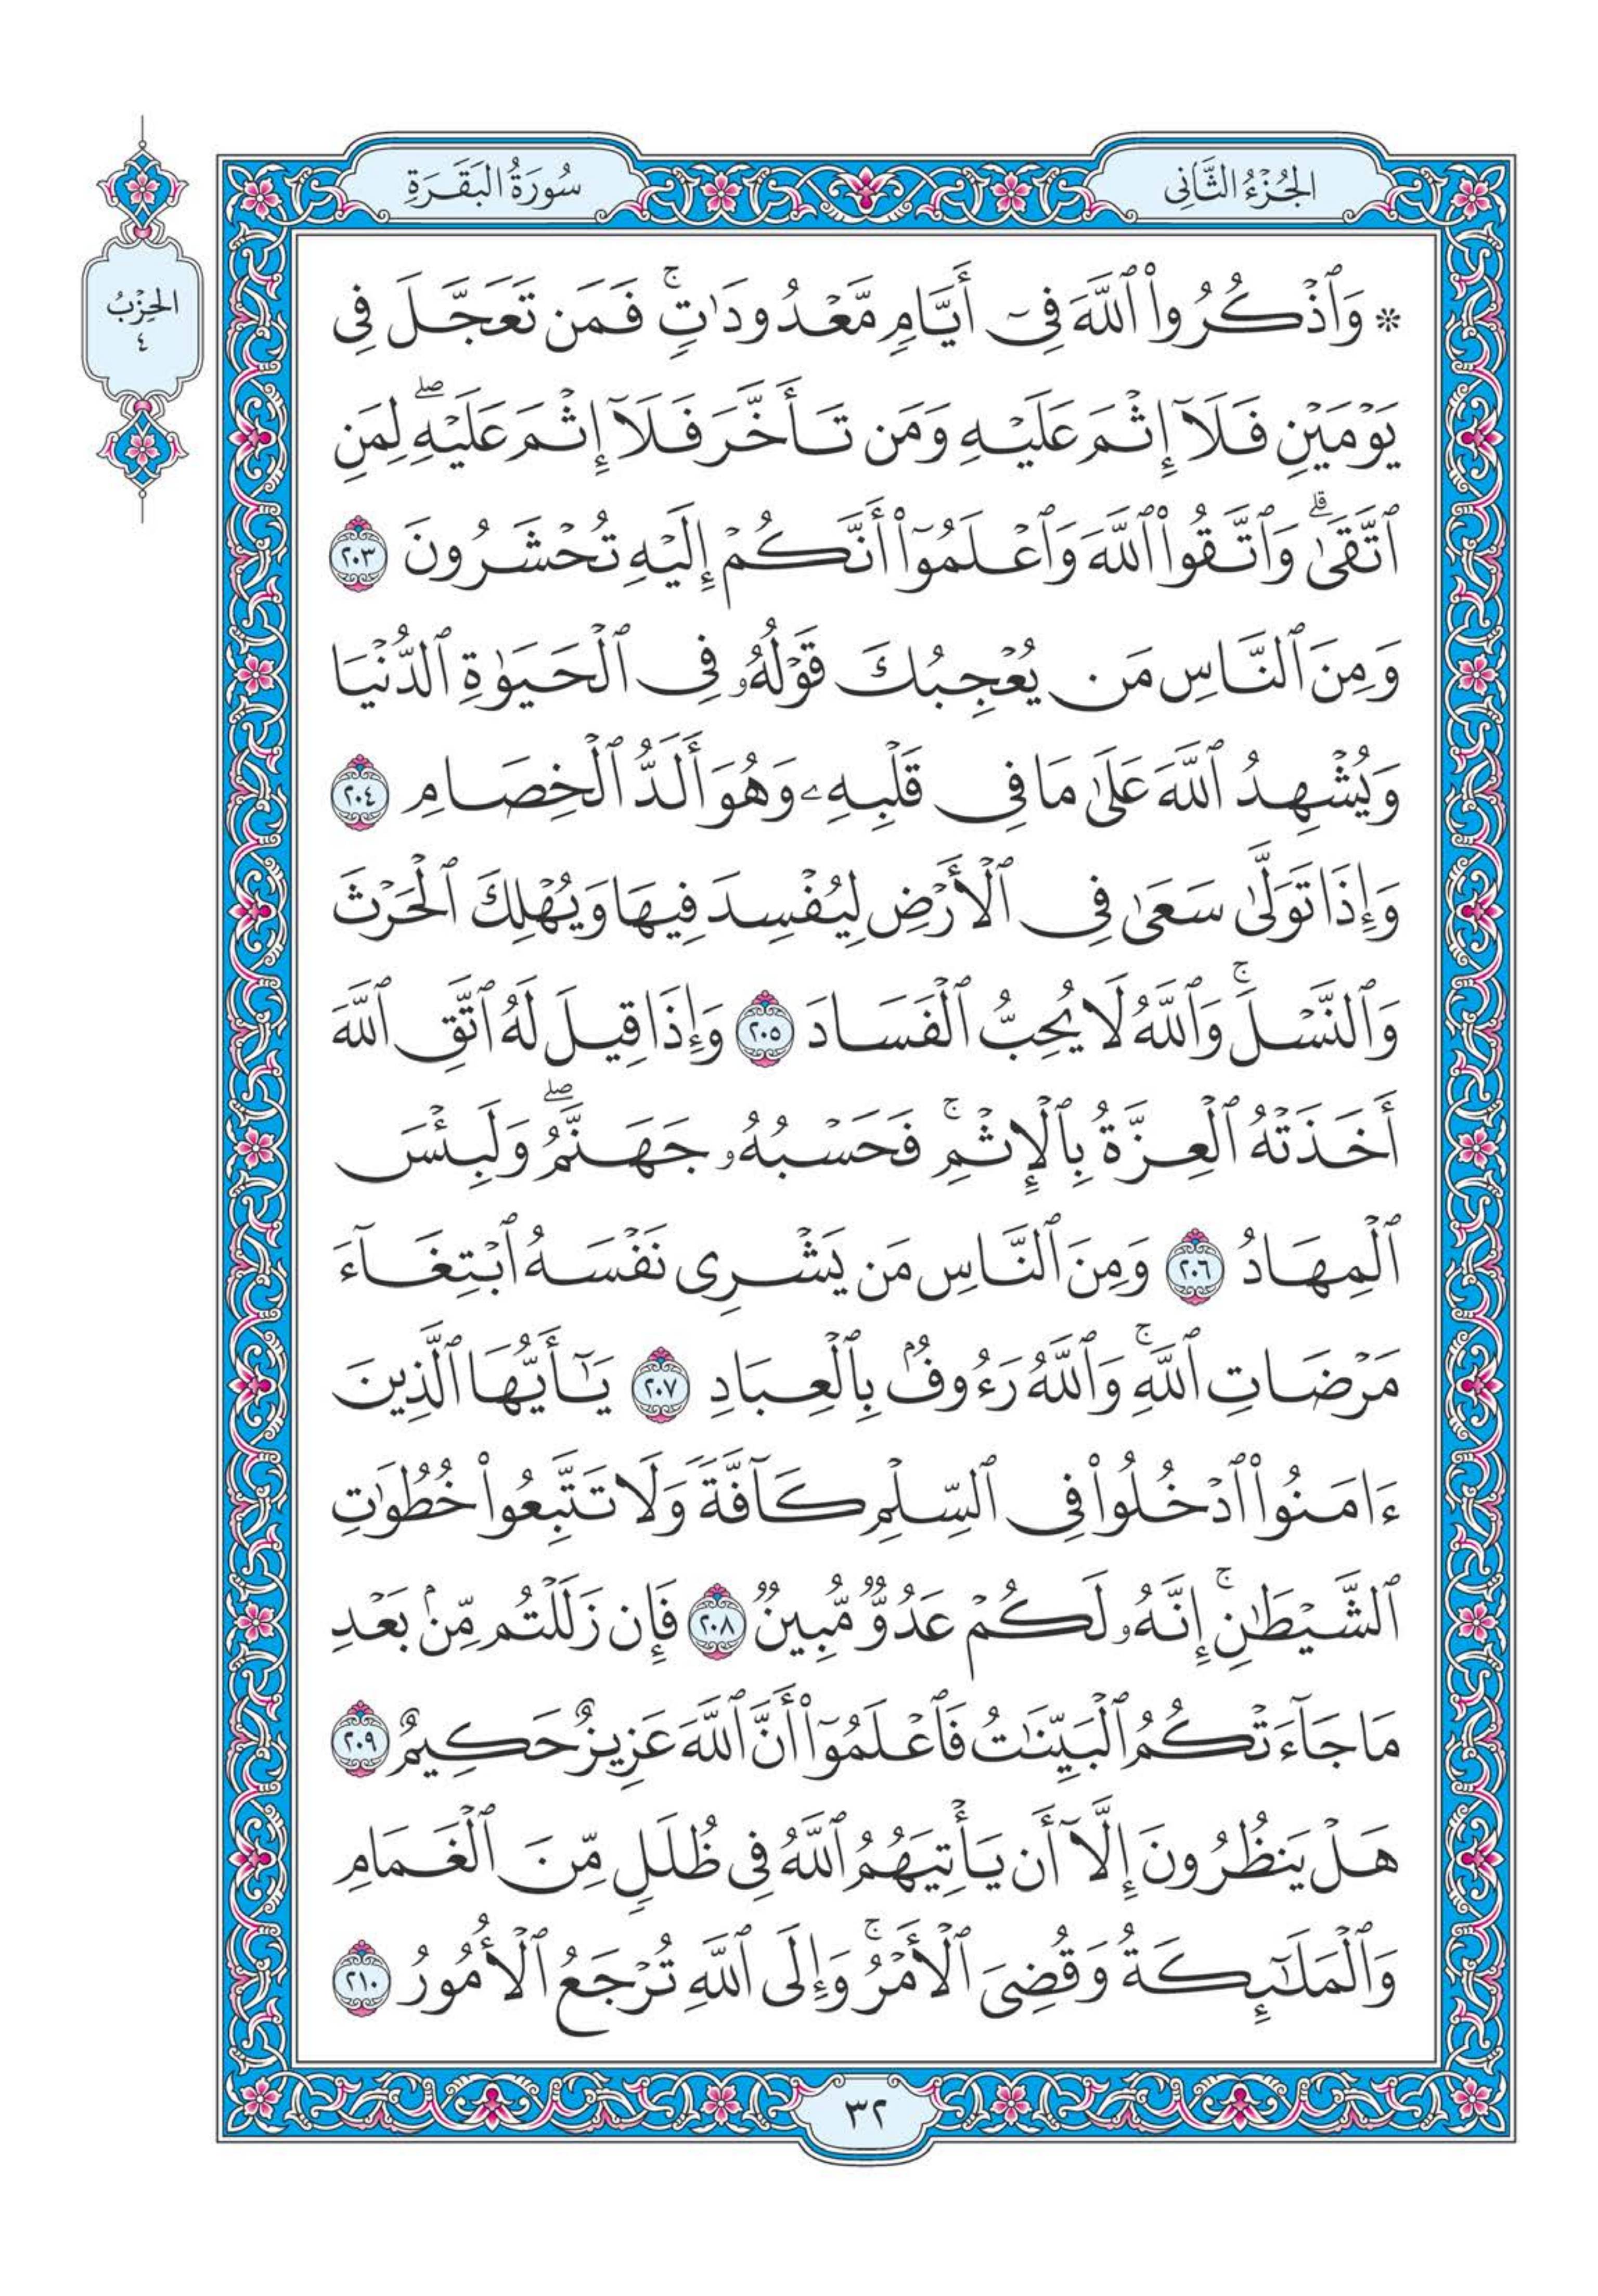 الجُزْءُ الثَّانِى
سُورَةُ البَقَرَةِ
الحِزْبُ
٤
۞ وَٱذْكُرُوا۟ ٱللَّهَ فِىٓ أَيَّامٍ مَّعْدُودَٰتٍ ۚ فَمَن تَعَجَّلَ فِى
يَوْمَيْنِ فَلَآ إِثْمَ عَلَيْهِ وَمَن تَأَخَّرَ فَلَآ إِثْمَ عَلَيْهِ ۖ لِمَنِ
ٱتَّقَىٰ ۗ وَٱتَّقُوا۟ ٱللَّهَ وَٱعْلَمُوٓا۟ أَنَّكُمْ إِلَيْهِ تُحْشَرُونَ ٢٠٣
وَمِنَ ٱلنَّاسِ مَن يُعْجِبُكَ قَوْلُهُۥ فِى ٱلْحَيَوٰةِ ٱلدُّنْيَا
وَيُشْهِدُ ٱللَّهَ عَلَىٰ مَا فِى قَلْبِهِۦ وَهُوَ أَلَدُّ ٱلْخِصَامِ ٢٠٤
وَإِذَا تَوَلَّىٰ سَعَىٰ فِى ٱلْأَرْضِ لِيُفْسِدَ فِيهَا وَيُهْلِكَ ٱلْحَرْثَ
وَٱلنَّسْلَ ۚ وَٱللَّهُ لَا يُحِبُّ ٱلْفَسَادَ ٢٠٥ وَإِذَا قِيلَ لَهُ ٱتَّقِ ٱللَّهَ
أَخَذَتْهُ ٱلْعِزَّةُ بِٱلْإِثْمِ ۚ فَحَسْبُهُۥ جَهَنَّمُ ۖ وَلَبِئْسَ
ٱلْمِهَادُ ٢٠٦ وَمِنَ ٱلنَّاسِ مَن يَشْرِى نَفْسَهُ ٱبْتِغَآءَ
مَرْضَاتِ ٱللَّهِ ۚ وَٱللَّهُ رَءُوفٌۢ بِٱلْعِبَادِ ٢٠٧ يَٰٓأَيُّهَا ٱلَّذِينَ
ءَامَنُوا۟ ٱدْخُلُوا۟ فِى ٱلسِّلْمِ كَآفَّةً وَلَا تَتَّبِعُوا۟ خُطُوَٰتِ
ٱلشَّيْطَٰنِ ۚ إِنَّهُۥ لَكُمْ عَدُوٌّ مُّبِينٌ ٢٠٨ فَإِن زَلَلْتُم مِّنۢ بَعْدِ
مَا جَآءَتْكُمُ ٱلْبَيِّنَٰتُ فَٱعْلَمُوٓا۟ أَنَّ ٱللَّهَ عَزِيزٌ حَكِيمٌ ٢٠٩
هَلْ يَنظُرُونَ إِلَّآ أَن يَأْتِيَهُمُ ٱللَّهُ فِى ظُلَلٍ مِّنَ ٱلْغَمَامِ
وَٱلْمَلَٰٓئِكَةُ وَقُضِىَ ٱلْأَمْرُ ۚ وَإِلَى ٱللَّهِ تُرْجَعُ ٱلْأُمُورُ ٢١٠
٣٢